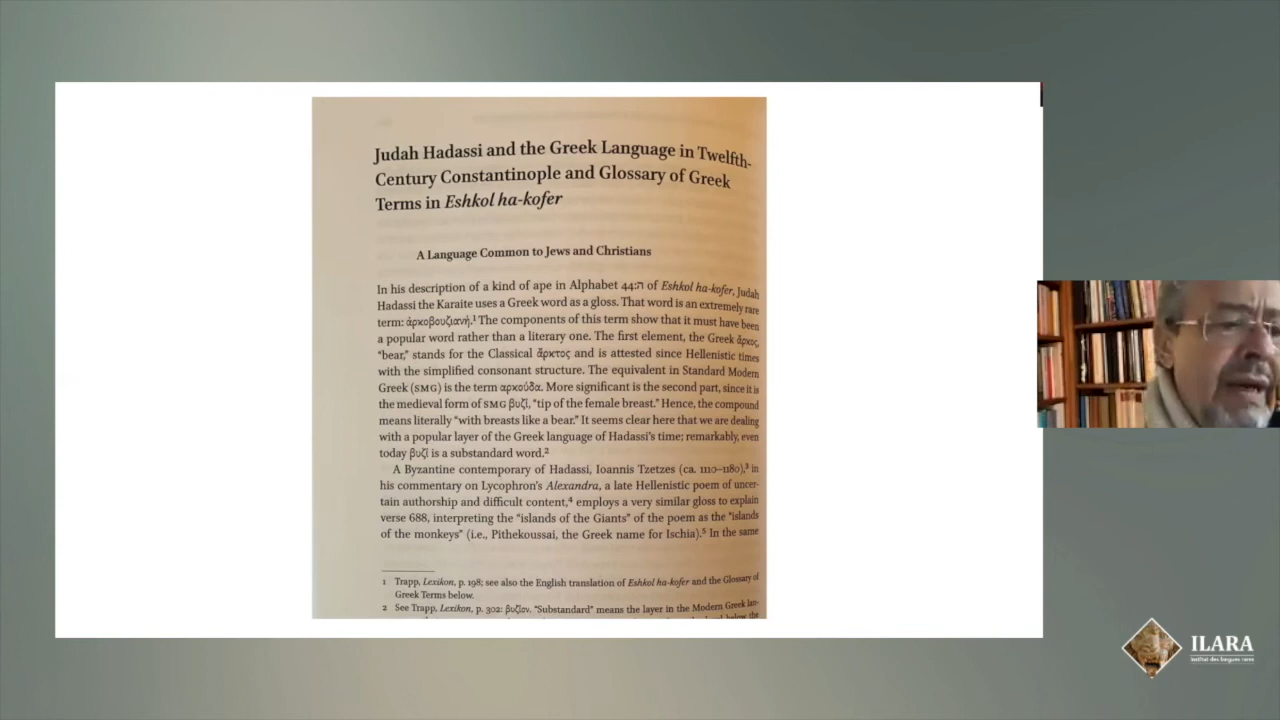 Judah Hadassi and the Greek Language in Twelfth-
Century Constantinople and Glossary of Greek
Terms in Eshkol ha-kofer
A Language Common to Jews and Christians
In his description of a kind of ape in Alphabet 44:ח of Eshkol ha-kofer, Judah
Hadassi the Karaite uses a Greek word as a gloss. That word is an extremely rare
term: ἀρκοβουζιανή.¹ The components of this term show that it must have been
a popular word rather than a literary one. The first element, the Greek ἄρκος,
“bear,” stands for the Classical ἄρκτος and is attested since Hellenistic times
with the simplified consonant structure. The equivalent in Standard Modern
Greek (SMG) is the term αρκούδα. More significant is the second part, since it is
the medieval form of SMG βυζί, “tip of the female breast.” Hence, the compound
means literally “with breasts like a bear.” It seems clear here that we are dealing
with a popular layer of the Greek language of Hadassi’s time; remarkably, even
today βυζί is a substandard word.²
A Byzantine contemporary of Hadassi, Ioannis Tzetzes (ca. 1110–1180),³ in
his commentary on Lycophron’s Alexandra, a late Hellenistic poem of uncer-
tain authorship and difficult content,⁴ employs a very similar gloss to explain
verse 688, interpreting the “islands of the Giants” of the poem as the “islands
of the monkeys” (i.e., Pithekoussai, the Greek name for Ischia).⁵ In the same
1 Trapp, Lexikon, p. 198; see also the English translation of Eshkol ha-kofer and the Glossary of
Greek Terms below.
2 See Trapp, Lexikon, p. 302: βυζίον. “Substandard” means the layer in the Modern Greek lan-
ILARA
institut des langues rares